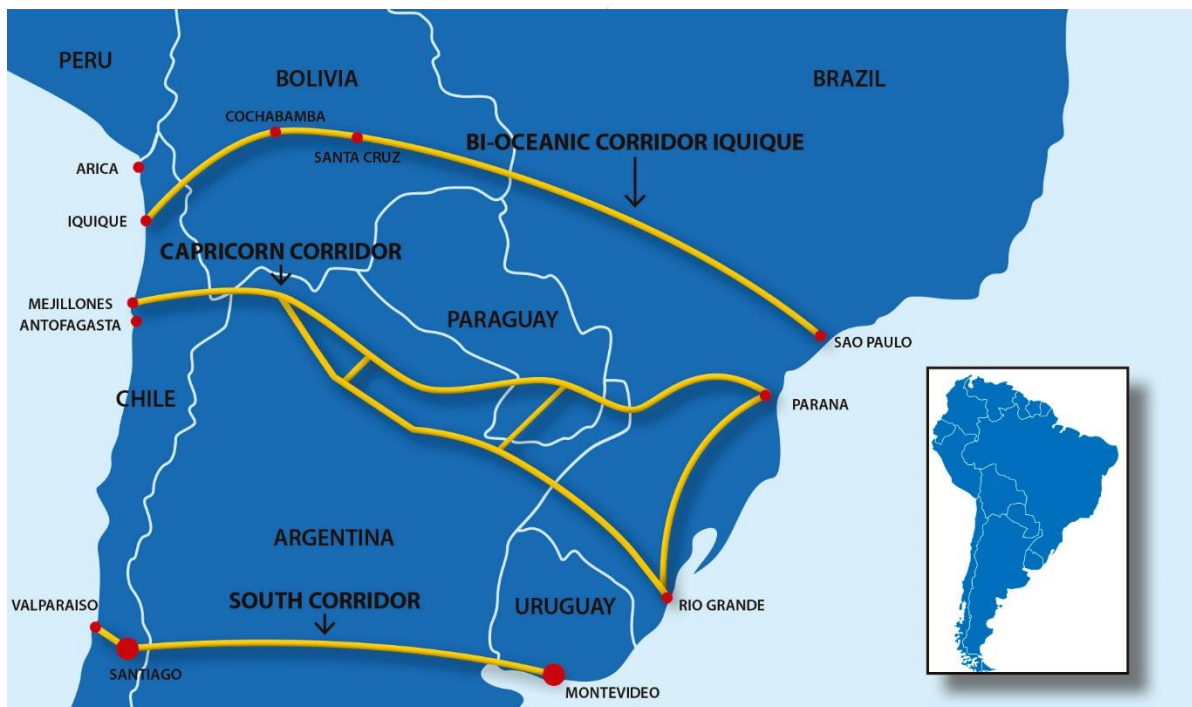 PERU
BOLIVIA
BRAZIL
COCHABAMBA
BI-OCEANIC CORRIDOR IQUIQUE
SANTA CRUZ
ARICA
IQUIQUE
CAPRICORN CORRIDOR
MEJILLONES
ANTOFAGASTA
PARAGUAY
SAO PAULO
CHILE
PARANA
ARGENTINA
VALPARAISO
SOUTH CORRIDOR
URUGUAY
RIO GRANDE
SANTIAGO
MONTEVIDEO